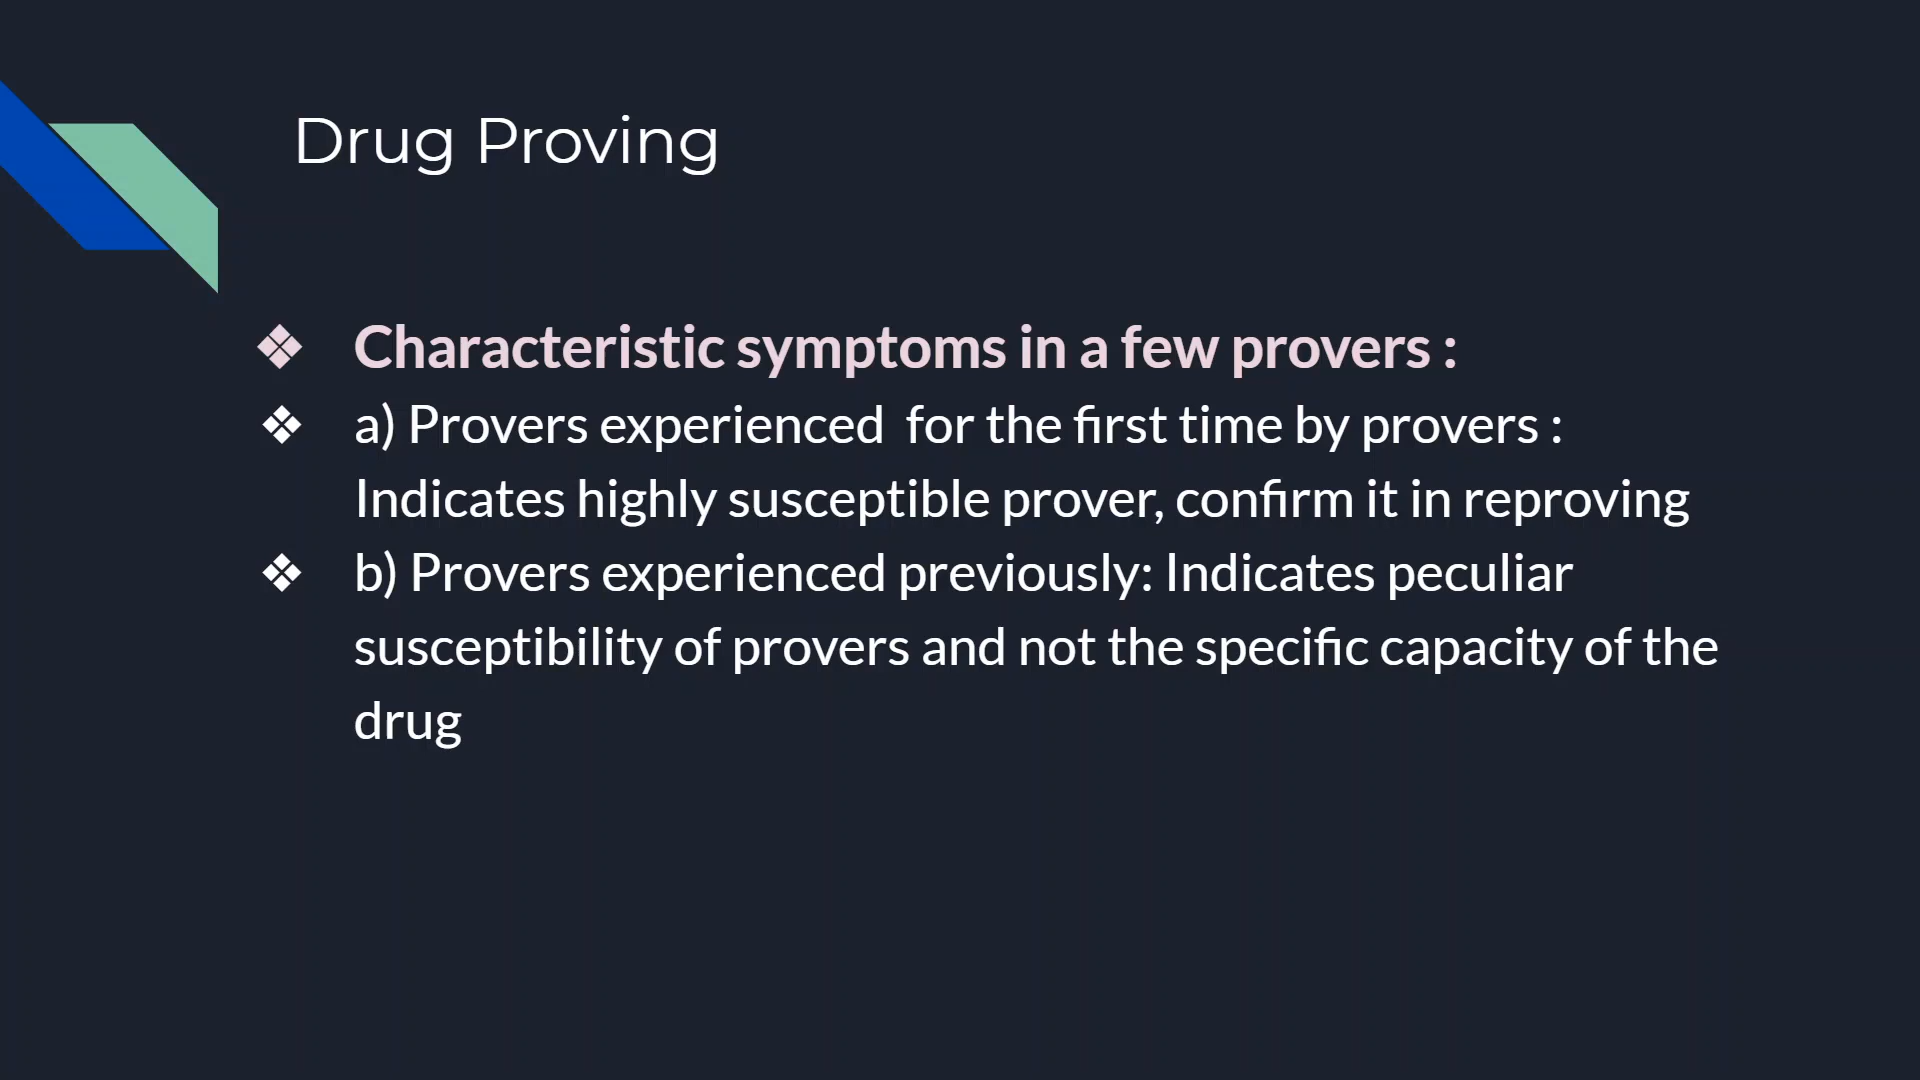 Drug Proving
❖ Characteristic symptoms in a few provers :
❖ a) Provers experienced  for the first time by provers :
Indicates highly susceptible prover, confirm it in reproving
❖ b) Provers experienced previously: Indicates peculiar
susceptibility of provers and not the specific capacity of the
drug